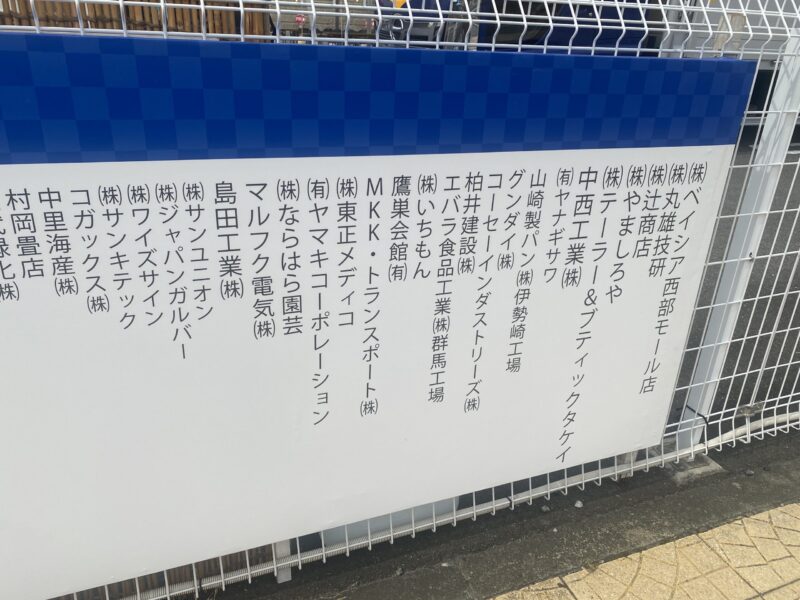 ㈱ベイシア西部モール店
㈱丸雄技研
㈱辻商店
㈱やましろや
㈱テーラー&ブティックタケイ
中西工業㈱
㈲ヤナギサワ
山崎製パン㈱伊勢崎工場
グンダイ㈱
コーセーインダストリーズ㈱
柏井建設㈱
エバラ食品工業㈱群馬工場
㈱いちもん
鷹巣会館㈲
MKK・トランスポート㈱
㈱東正メディコ
㈲ヤマキコーポレーション
㈱ならはら園芸
マルフク電気㈱
島田工業㈱
㈱サンユニオン
㈱ジャパンガルバー
㈱ワイズサイン
㈱サンキテック
コガックス㈱
中里海産㈱
村岡畳店
緑化㈱